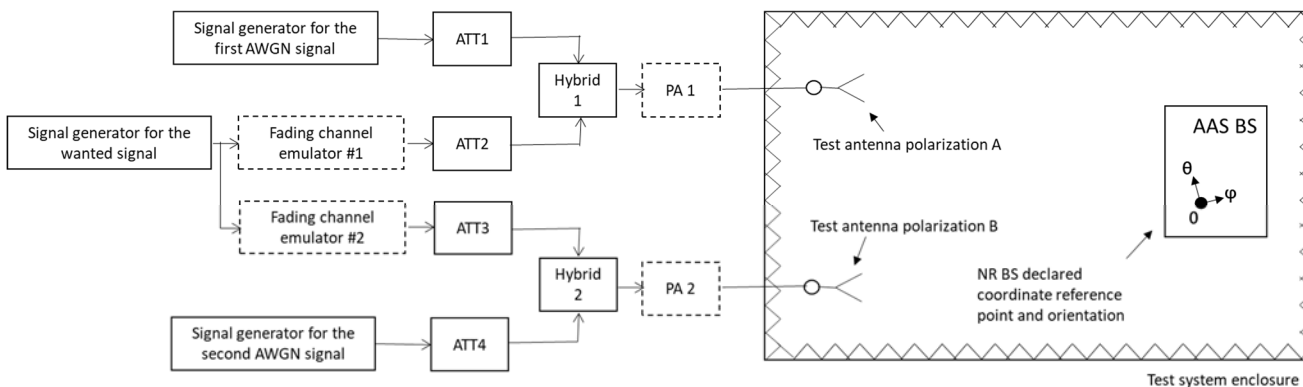 Signal generator for the
first AWGN signal
ATT1
Hybrid
1
PA 1
Signal generator for the
wanted signal
Fading channel
emulator #1
ATT2
Test antenna polarization A
AAS BS
θ
φ
0
Fading channel
emulator #2
ATT3
Test antenna polarization B
Hybrid
2
PA 2
NR BS declared
coordinate reference
point and orientation
Signal generator for the
second AWGN signal
ATT4
Test system enclosure